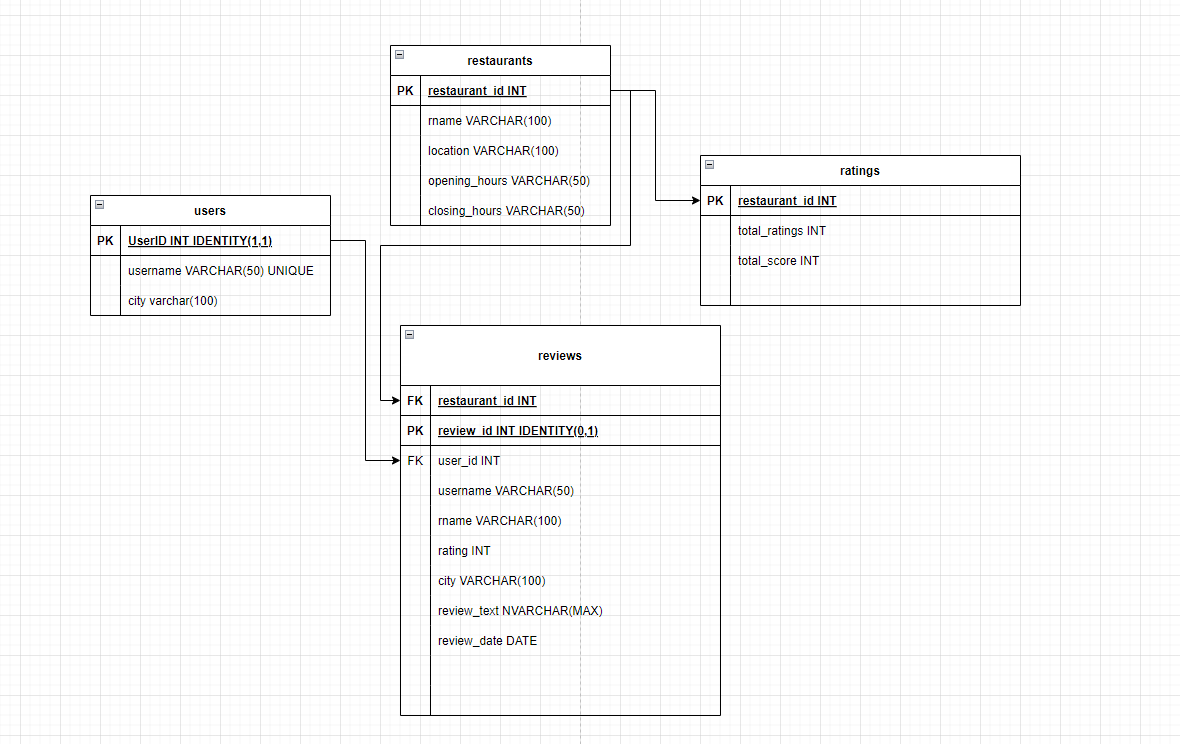 restaurants
PK restaurant_id INT
rname VARCHAR(100)
location VARCHAR(100)
opening_hours VARCHAR(50)
closing_hours VARCHAR(50)
ratings
PK restaurant_id INT
total_ratings INT
total_score INT
users
PK UserID INT IDENTITY(1,1)
username VARCHAR(50) UNIQUE
city varchar(100)
reviews
FK restaurant_id INT
PK review_id INT IDENTITY(0,1)
FK user_id INT
username VARCHAR(50)
rname VARCHAR(100)
rating INT
city VARCHAR(100)
review_text NVARCHAR(MAX)
review_date DATE